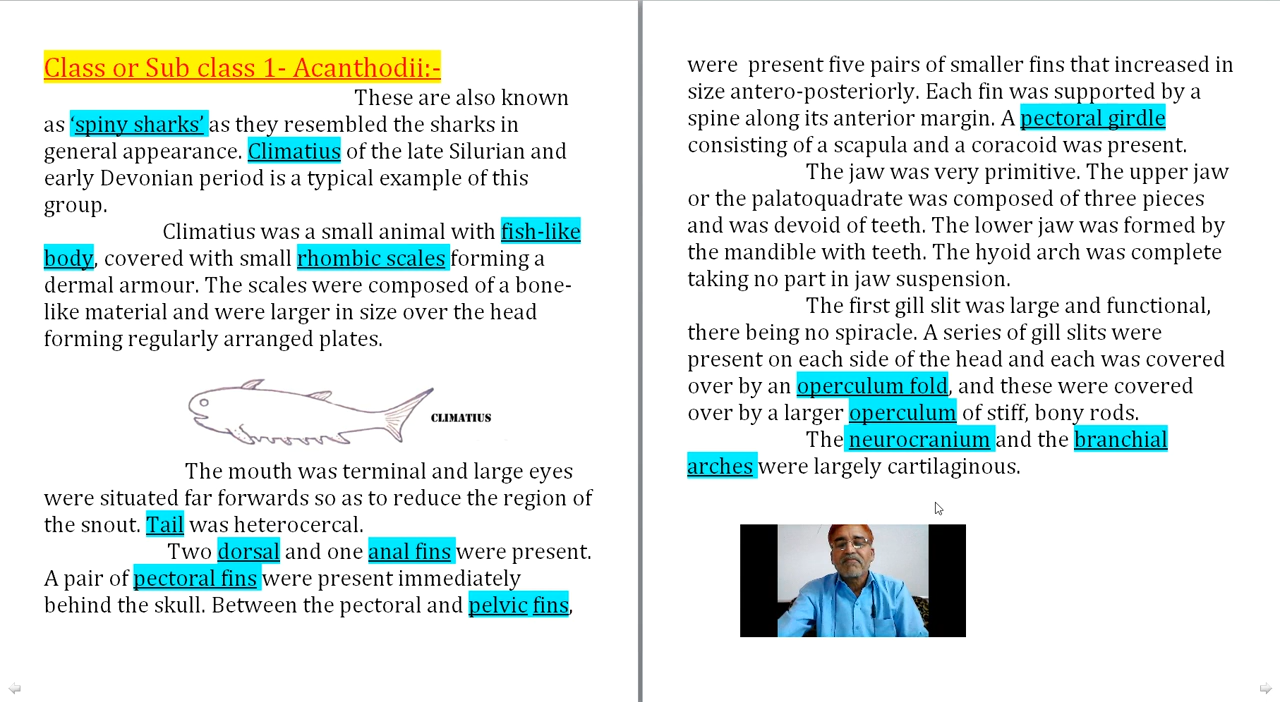 Class or Sub class 1- Acanthodii:-
These are also known
as ‘spiny sharks’ as they resembled the sharks in
general appearance. Climatius of the late Silurian and
early Devonian period is a typical example of this
group.
Climatius was a small animal with fish-like
body, covered with small rhombic scales forming a
dermal armour. The scales were composed of a bone-
like material and were larger in size over the head
forming regularly arranged plates.
CLIMATIUS
The mouth was terminal and large eyes
were situated far forwards so as to reduce the region of
the snout. Tail was heterocercal.
Two dorsal and one anal fins were present.
A pair of pectoral fins were present immediately
behind the skull. Between the pectoral and pelvic fins,
were present five pairs of smaller fins that increased in
size antero-posteriorly. Each fin was supported by a
spine along its anterior margin. A pectoral girdle
consisting of a scapula and a coracoid was present.
The jaw was very primitive. The upper jaw
or the palatoquadrate was composed of three pieces
and was devoid of teeth. The lower jaw was formed by
the mandible with teeth. The hyoid arch was complete
taking no part in jaw suspension.
The first gill slit was large and functional,
there being no spiracle. A series of gill slits were
present on each side of the head and each was covered
over by an operculum fold, and these were covered
over by a larger operculum of stiff, bony rods.
The neurocranium and the branchial
arches were largely cartilaginous.